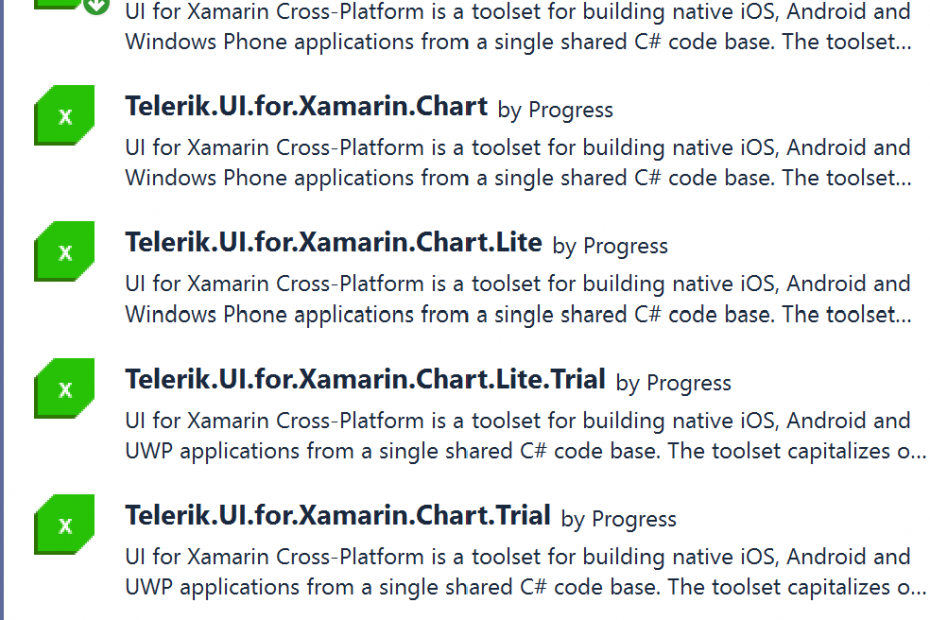 UI for Xamarin Cross-Platform is a toolset for building native iOS, Android and
Windows Phone applications from a single shared C# code base. The toolset...
X
Telerik.UI.for.Xamarin.Chart by Progress
UI for Xamarin Cross-Platform is a toolset for building native iOS, Android and
Windows Phone applications from a single shared C# code base. The toolset...
X
Telerik.UI.for.Xamarin.Chart.Lite by Progress
UI for Xamarin Cross-Platform is a toolset for building native iOS, Android and
Windows Phone applications from a single shared C# code base. The toolset...
X
Telerik.UI.for.Xamarin.Chart.Lite.Trial by Progress
UI for Xamarin Cross-Platform is a toolset for building native iOS, Android and
UWP applications from a single shared C# code base. The toolset capitalizes o...
X
Telerik.UI.for.Xamarin.Chart.Trial by Progress
UI for Xamarin Cross-Platform is a toolset for building native iOS, Android and
UWP applications from a single shared C# code base. The toolset capitalizes o...